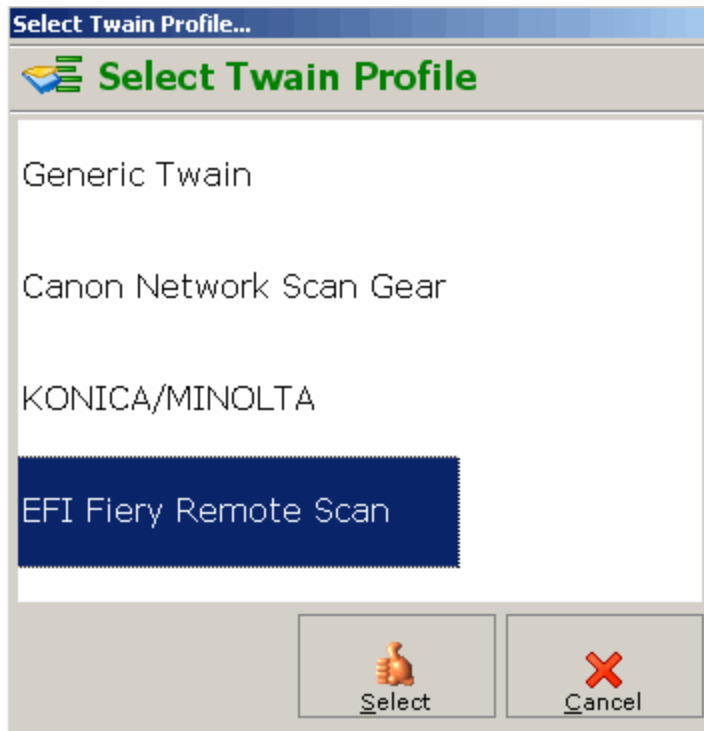 Select Twain Profile...
Select Twain Profile
Generic Twain
Canon Network Scan Gear
KONICA/MINOLTA
EFI Fiery Remote Scan
Select
Cancel